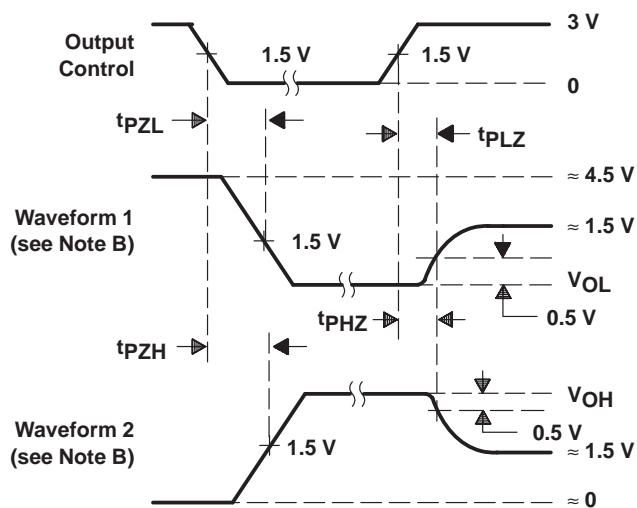 Output
Control
1.5 V
1.5 V
3 V
0
tPZL
tPLZ
Waveform 1
(see Note B)
1.5 V
≈ 4.5 V
≈ 1.5 V
VOL
0.5 V
tPHZ
tPZH
Waveform 2
(see Note B)
1.5 V
VOH
0.5 V
≈ 1.5 V
≈ 0